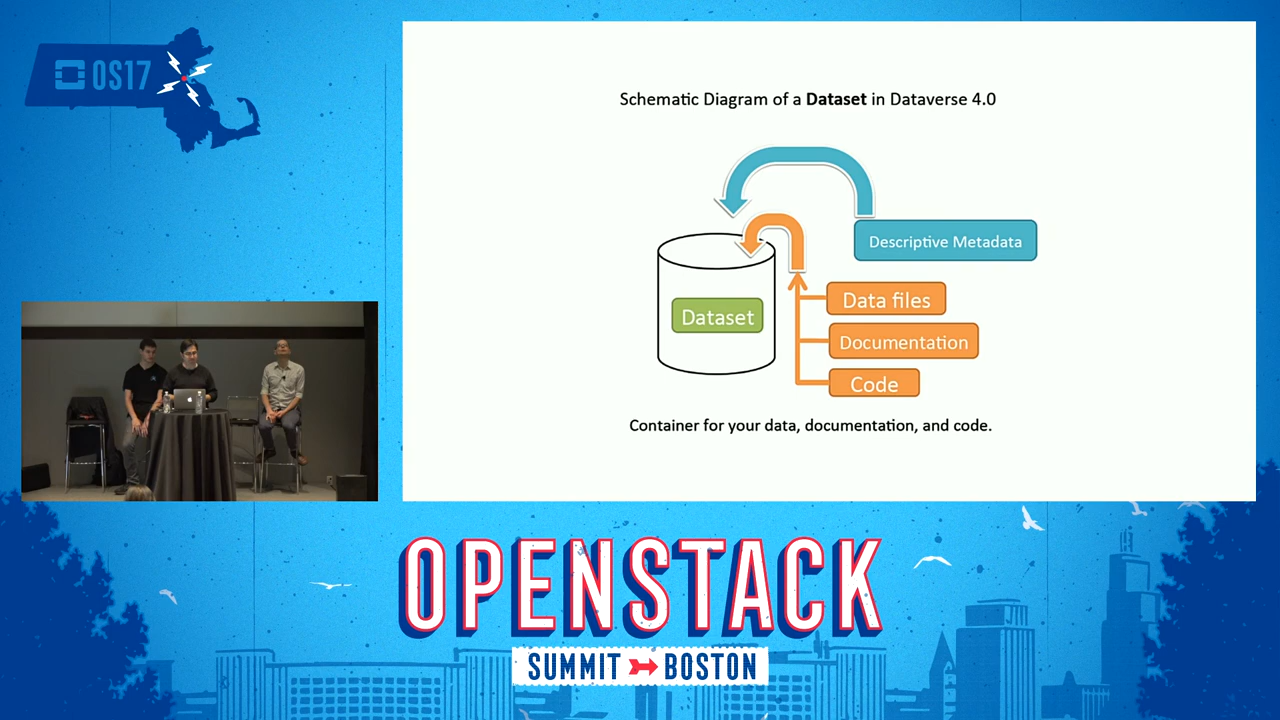 OS17
Schematic Diagram of a Dataset in Dataverse 4.0
Descriptive Metadata
Data files
Dataset
Documentation
Code
Container for your data, documentation, and code.
OPENSTACK
SUMMIT BOSTON